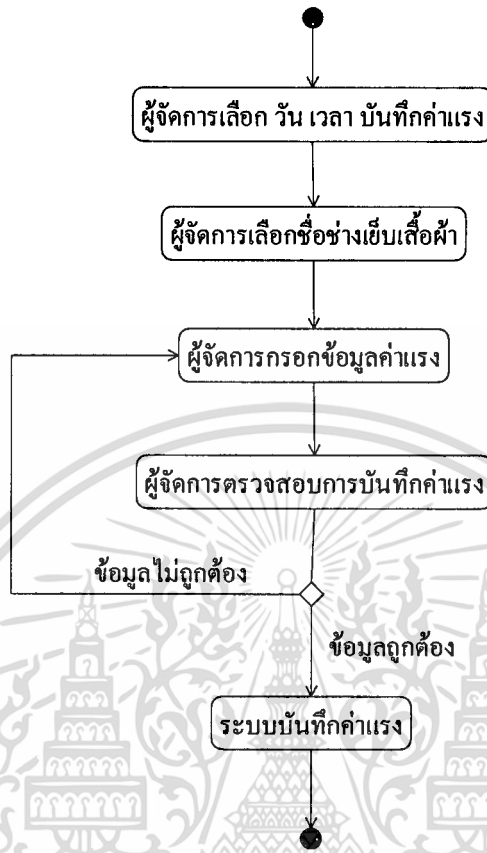 ผู้จัดการเลือก วัน เวลา บันทึกค่าแรง
ผู้จัดการเลือกชื่อช่างเย็บเสื้อผ้า
ผู้จัดการกรอกข้อมูลค่าแรง
ผู้จัดการตรวจสอบการบันทึกค่าแรง
ข้อมูลไม่ถูกต้อง
ข้อมูลถูกต้อง
ระบบบันทึกค่าแรง